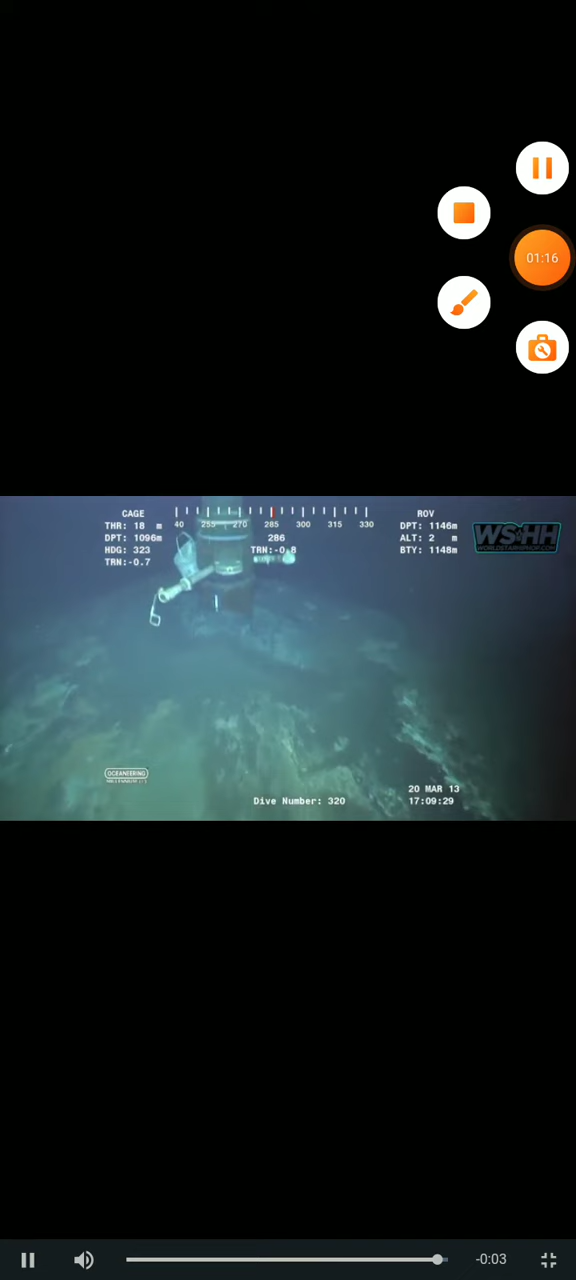 01:16
CAGE
THR: 18 m
DPT: 1096m
HDG: 323
TRN:-0.7
40 255 270 285 300 315 330
286
TRN:-0.8
ROV
DPT: 1146m
ALT: 2 m
BTY: 1148m
WSHH
WORLDSTARHIPHOP.COM
OCEANEERING
Dive Number: 320
20 MAR 13
17:09:29
-0:03